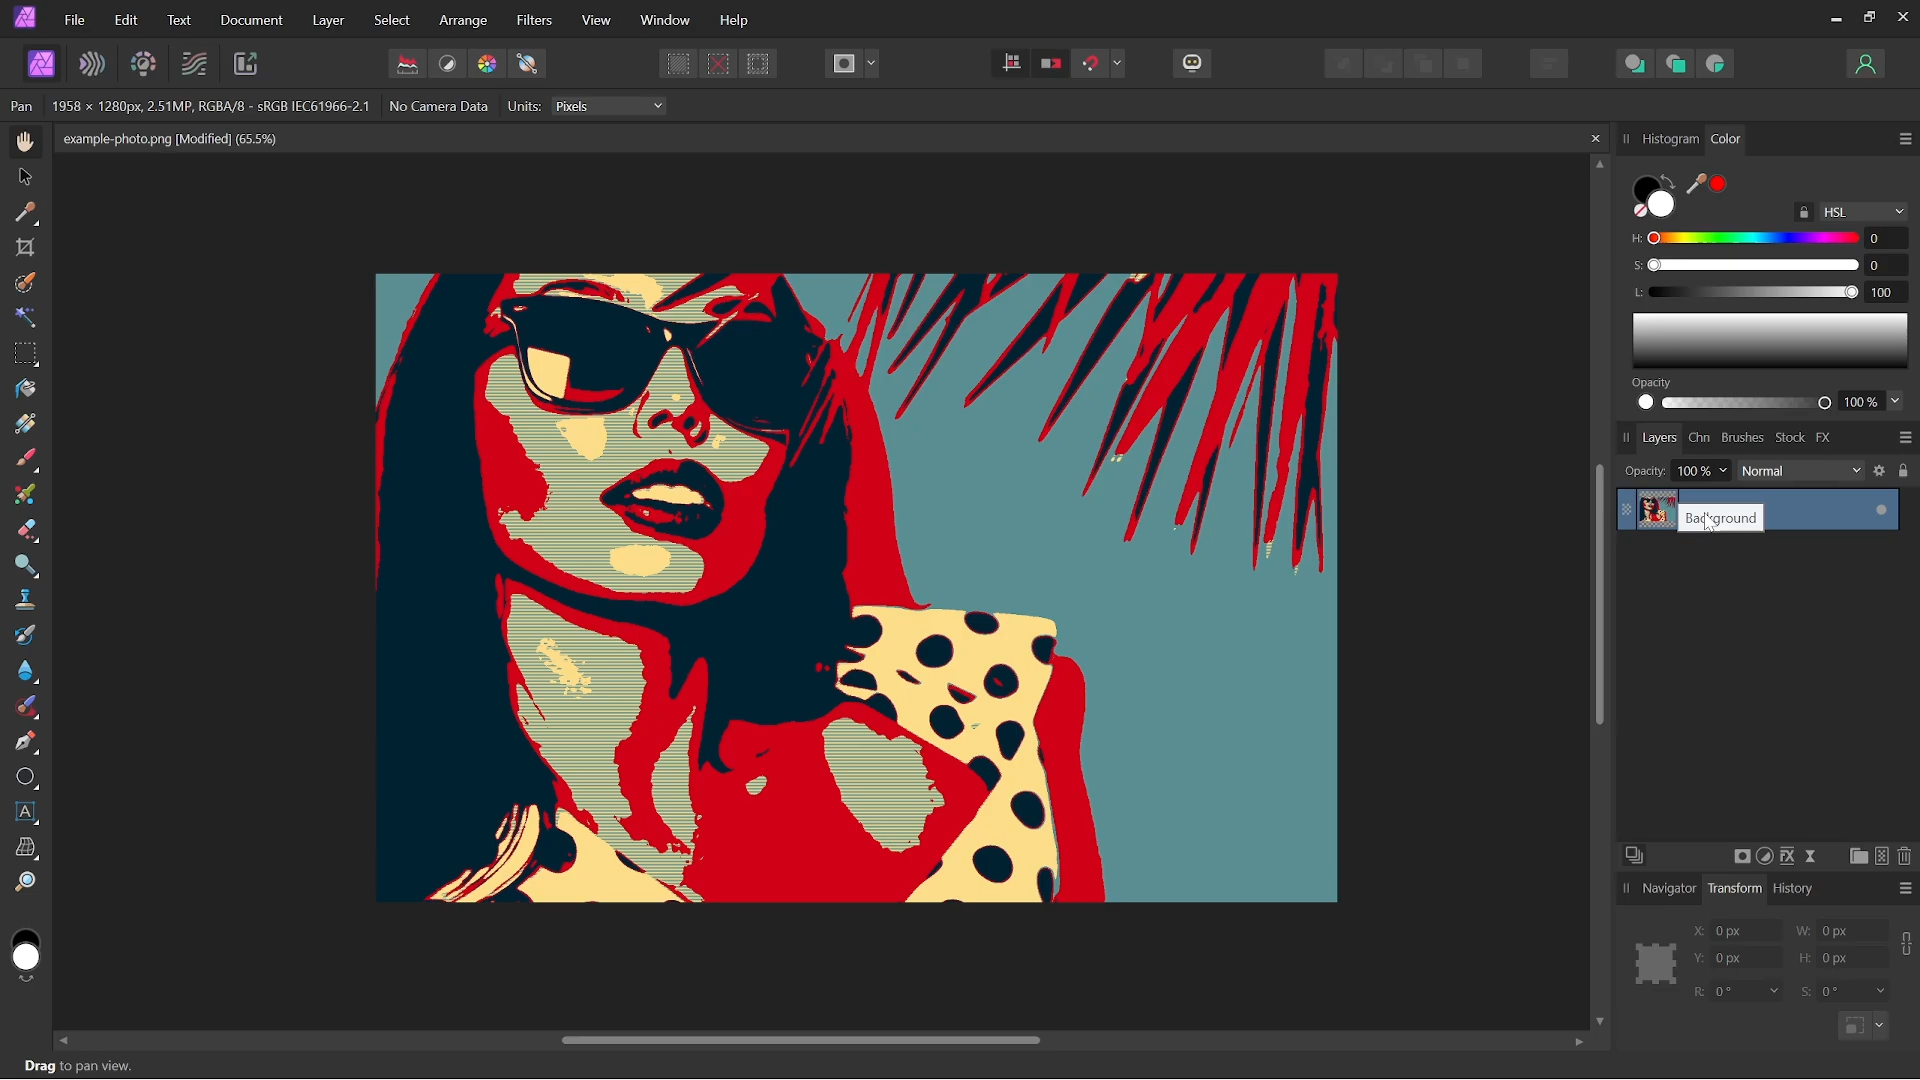 File Edit Text Document Layer Select Arrange Filters View Window Help
Pan 1958 × 1280px, 2.51MP, RGBA/8 - sRGB IEC61966-2.1 No Camera Data Units: Pixels
example-photo.png [Modified] (65.5%)
Histogram Color
HSL
H: 0
S: 0
L: 100
Opacity
100 %
Layers Chn Brushes Stock FX
Opacity: 100 % Normal
Background
Navigator Transform History
X: 0 px W: 0 px
Y: 0 px H: 0 px
R: 0 ° S: 0 °
Drag to pan view.